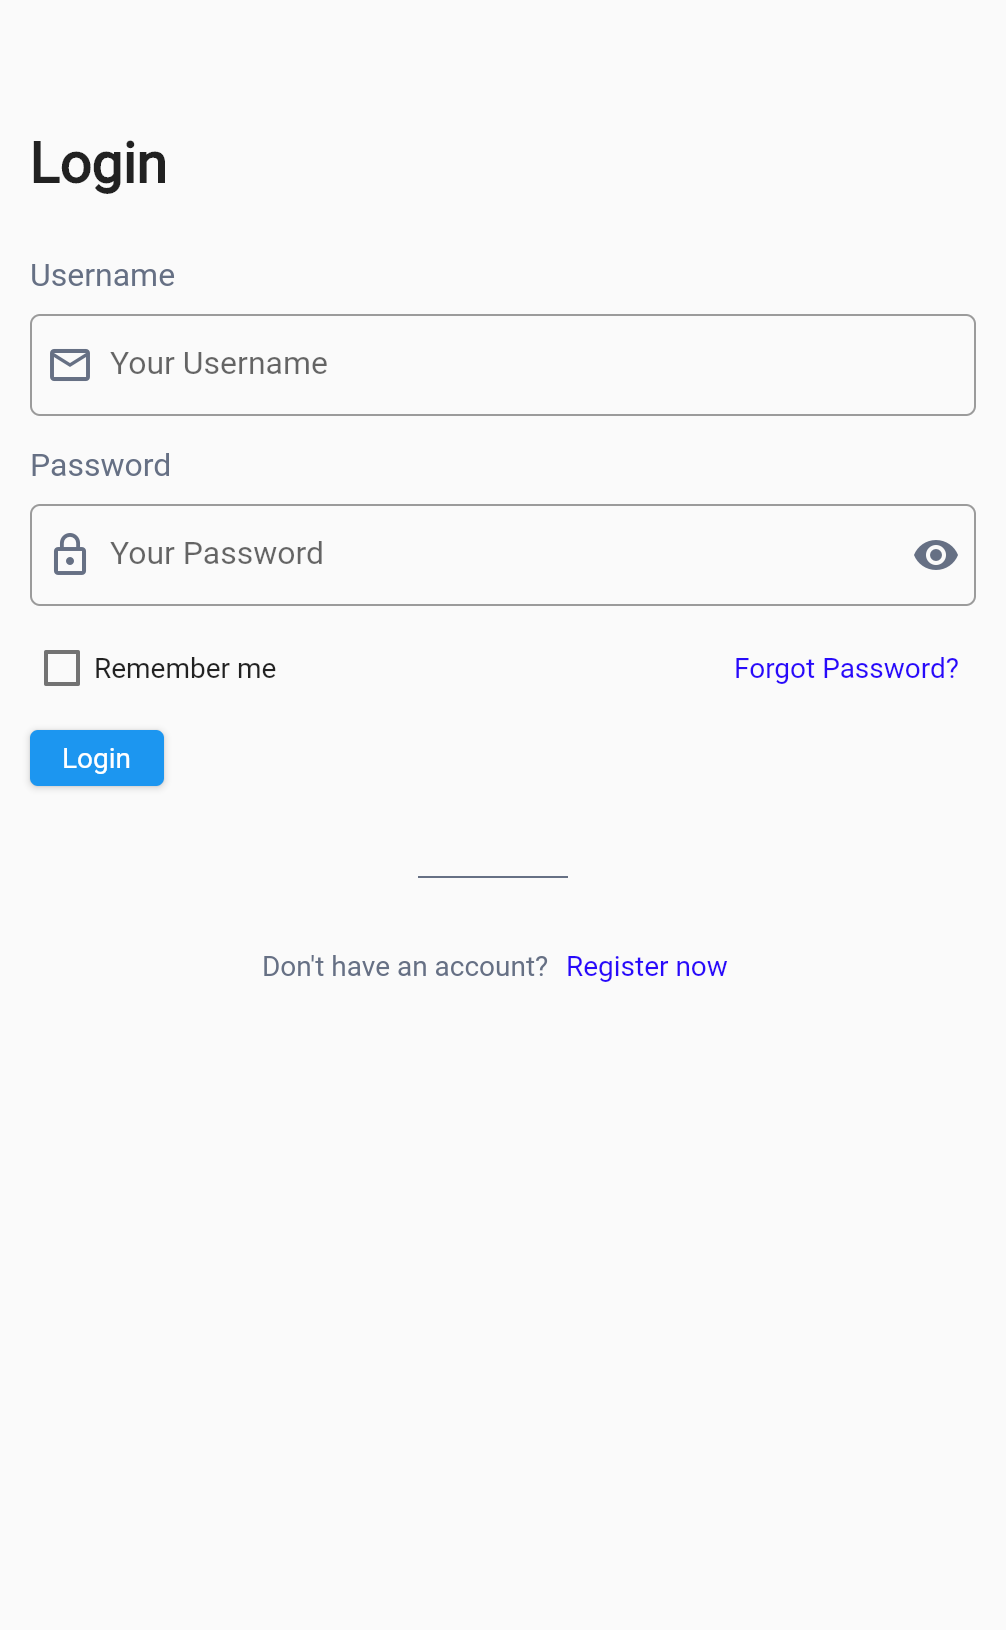 Login
Username
Your Username
Password
Your Password
Remember me Forgot Password?
Login
Don't have an account? Register now